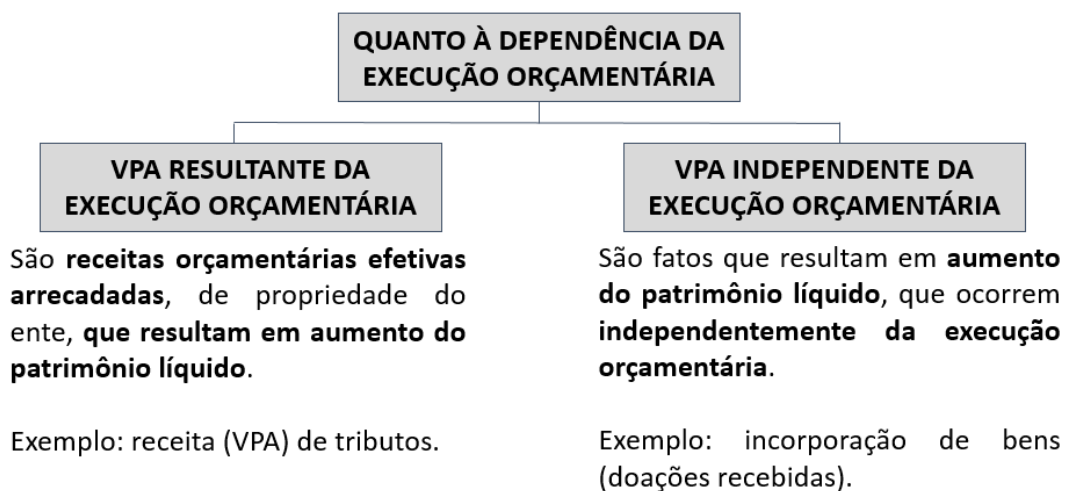 QUANTO À DEPENDÊNCIA DA
EXECUÇÃO ORÇAMENTÁRIA
VPA RESULTANTE DA
EXECUÇÃO ORÇAMENTÁRIA
São receitas orçamentárias efetivas
arrecadadas, de propriedade do
ente, que resultam em aumento do
patrimônio líquido.
Exemplo: receita (VPA) de tributos.
VPA INDEPENDENTE DA
EXECUÇÃO ORÇAMENTÁRIA
São fatos que resultam em aumento
do patrimônio líquido, que ocorrem
independentemente da execução
orçamentária.
Exemplo: incorporação de bens
(doações recebidas).